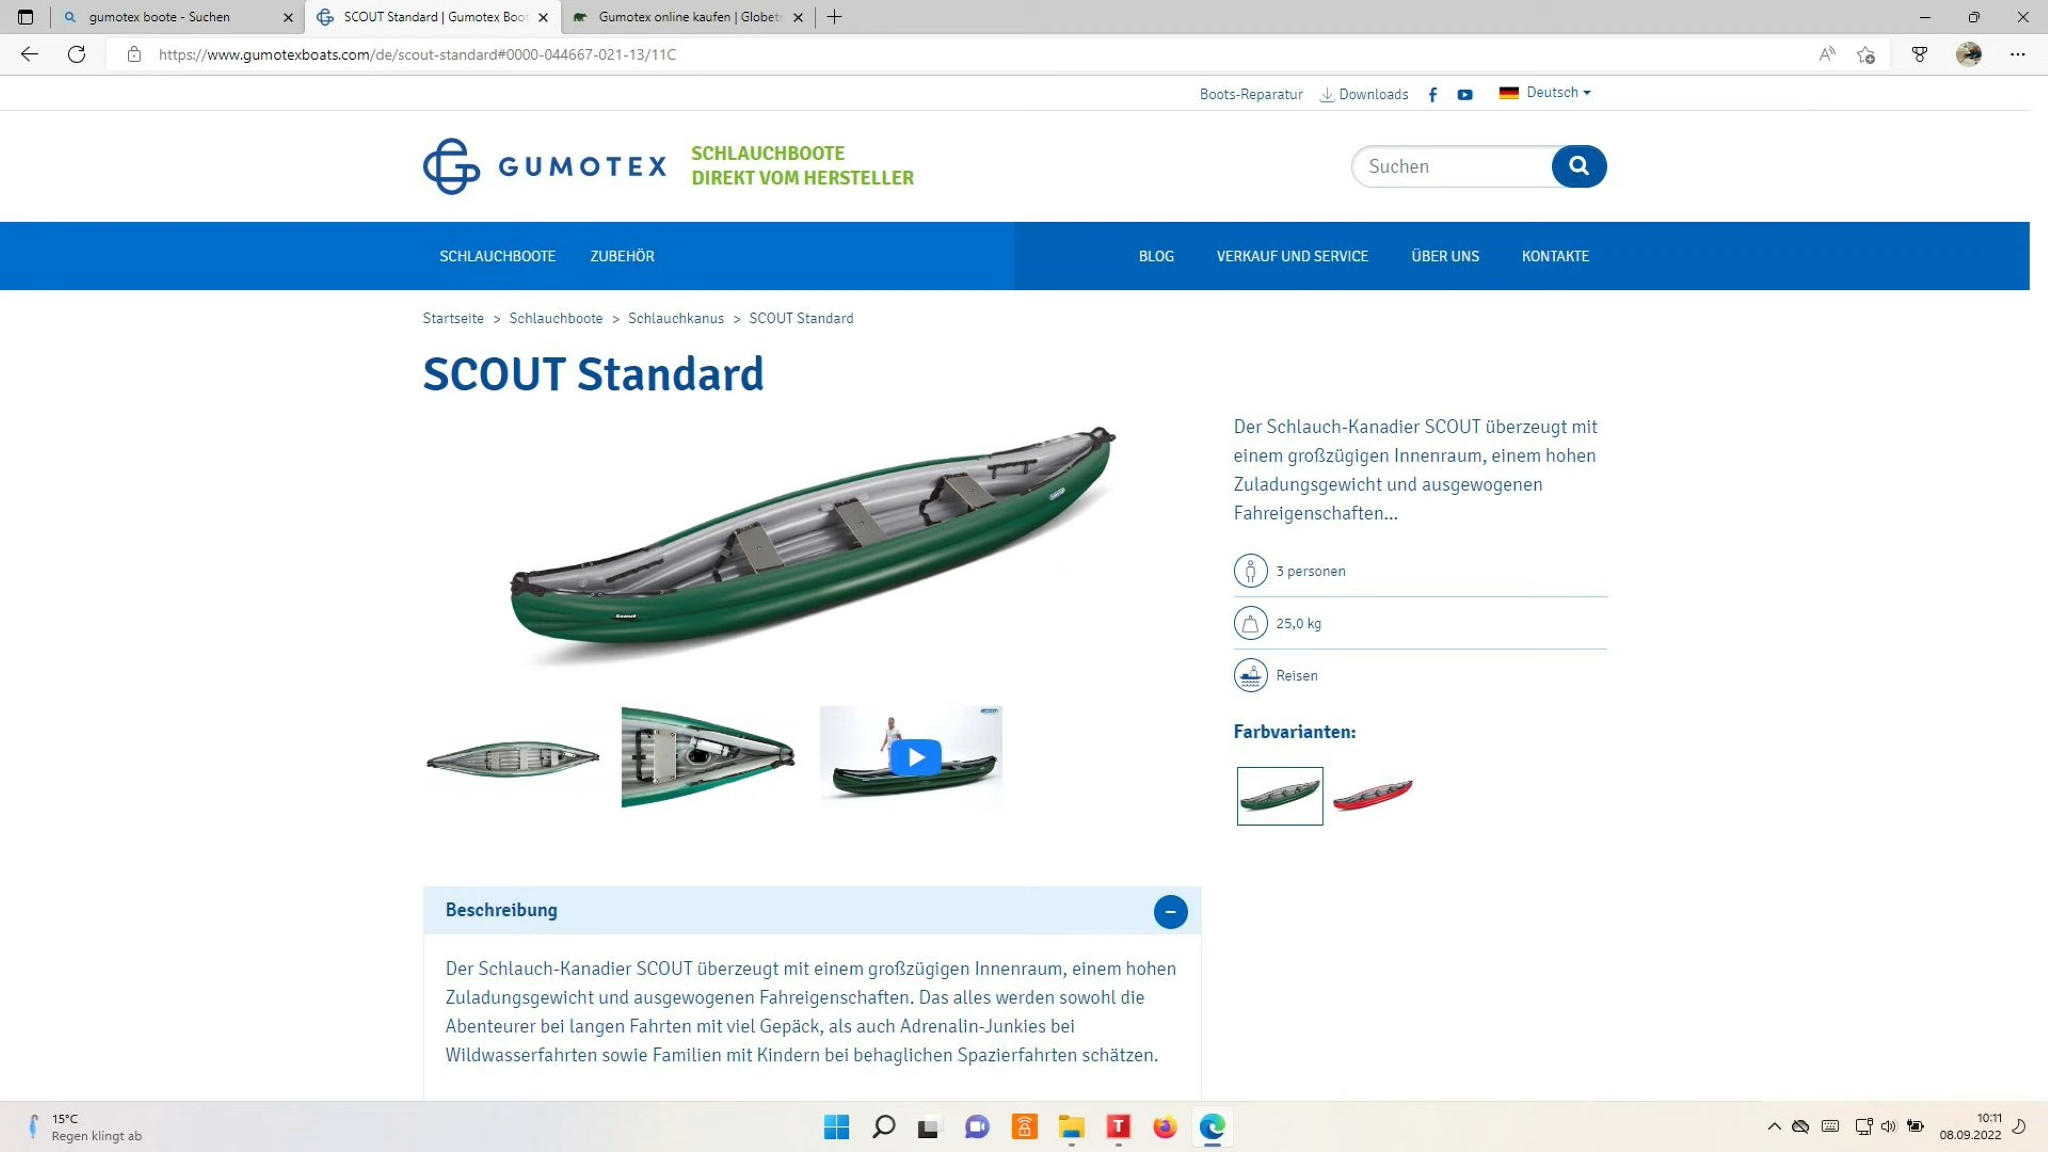 gumotex boote - Suchen
SCOUT Standard | Gumotex Boot
Gumotex online kaufen | Globet
https://www.gumotexboats.com/de/scout-standard#0000-044667-021-13/11C
Boots-Reparatur Downloads Deutsch
GUMOTEX
SCHLAUCHBOOTE
DIREKT VOM HERSTELLER
Suchen
SCHLAUCHBOOTE ZUBEHÖR BLOG VERKAUF UND SERVICE ÜBER UNS KONTAKTE
Startseite > Schlauchboote > Schlauchkanus > SCOUT Standard
SCOUT Standard
Der Schlauch-Kanadier SCOUT überzeugt mit
einem großzügigen Innenraum, einem hohen
Zuladungsgewicht und ausgewogenen
Fahreigenschaften...
3 personen
25,0 kg
Reisen
Farbvarianten:
Scout
Beschreibung
Der Schlauch-Kanadier SCOUT überzeugt mit einem großzügigen Innenraum, einem hohen
Zuladungsgewicht und ausgewogenen Fahreigenschaften. Das alles werden sowohl die
Abenteurer bei langen Fahrten mit viel Gepäck, als auch Adrenalin-Junkies bei
Wildwasserfahrten sowie Familien mit Kindern bei behaglichen Spazierfahrten schätzen.
15°C
Regen klingt ab
10:11
08.09.2022